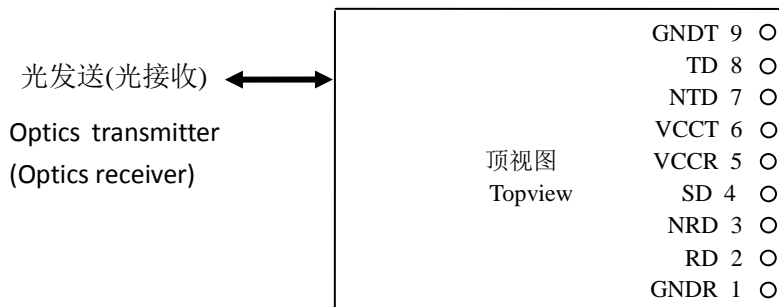 GNDT 9
光发送(光接收)
TD 8
NTD 7
Optics transmitter
VCCT 6
(Optics receiver)
顶视图
VCCR 5
Topview
SD 4
NRD 3
RD 2
GNDR 1